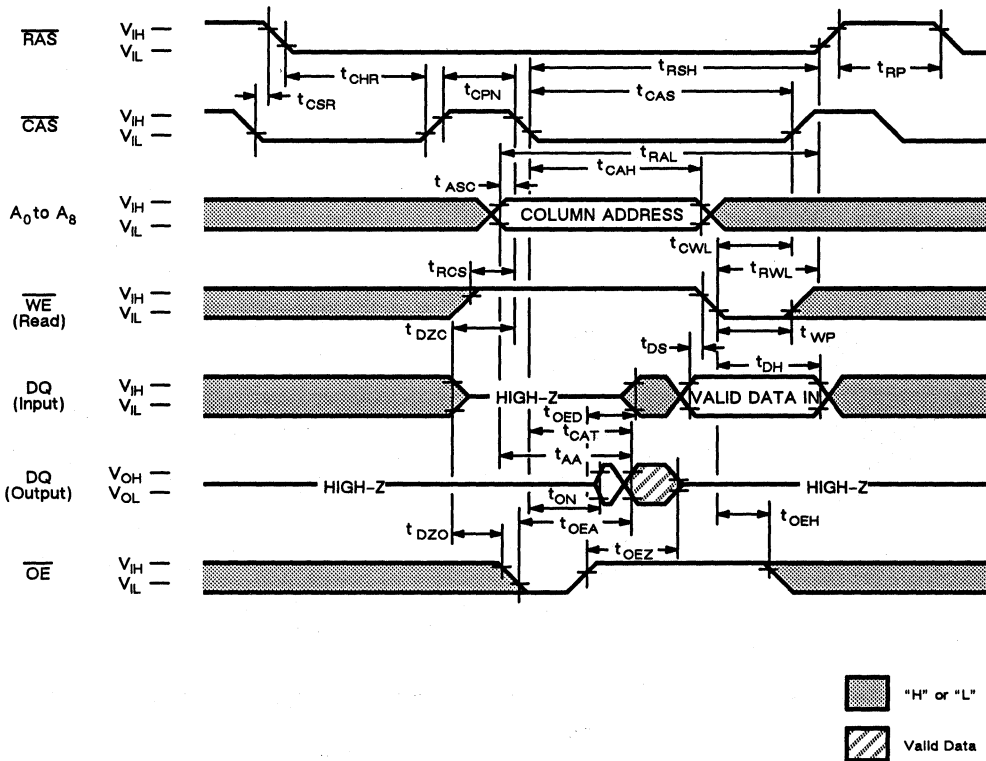 RAS
VIH
VIL
tCHR
tCSR
tCPN
tRSH
tCAS
tRP
CAS
VIH
VIL
tRAL
tCAH
tASC
A0 to A8
VIH
VIL
COLUMN ADDRESS
tCWL
tRWL
tRCS
WE
(Read)
VIH
VIL
tDZC
tWP
tDS
tDH
DQ
(Input)
VIH
VIL
HIGH-Z
VALID DATA IN
tOED
tCAT
tAA
DQ
(Output)
VOH
VOL
HIGH-Z
HIGH-Z
tON
tOEA
tOEH
tDZO
tOEZ
OE
VIH
VIL
"H" or "L"
Valid Data